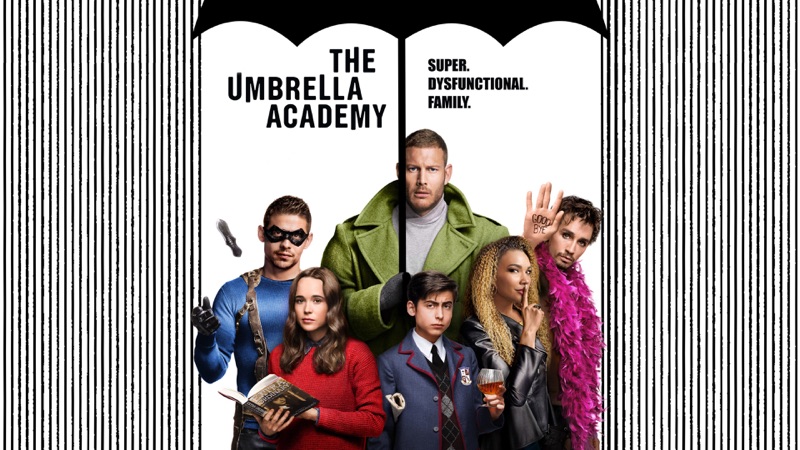 THE
UMBRELLA
ACADEMY
SUPER.
DYSFUNCTIONAL.
FAMILY.
GOOD
BYE